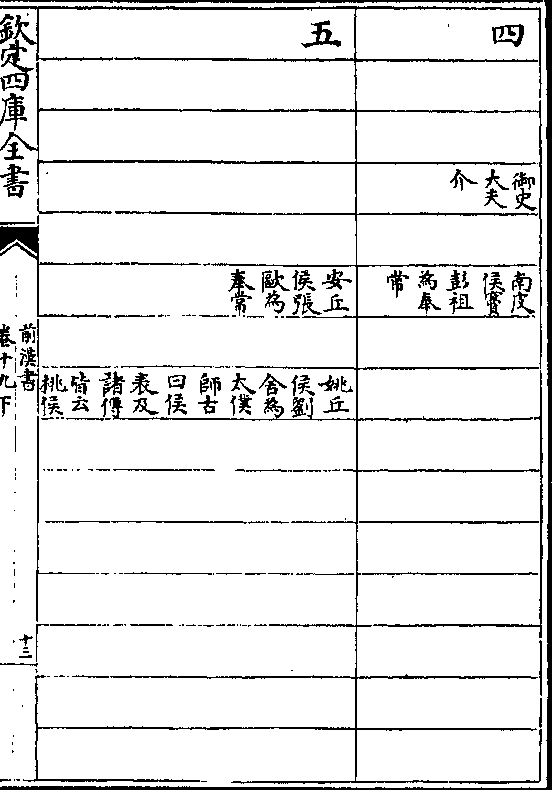 四
御史
大夫
介
南皮
侯竇
彭祖
為奉
常
五
安丘
侯張
歐為
奉常
姚丘
侯劉
舍為
太僕
師古
曰侯
表及
諸傳
皆云
桃侯
欽定四庫全書
前漢書
卷十九下
十三